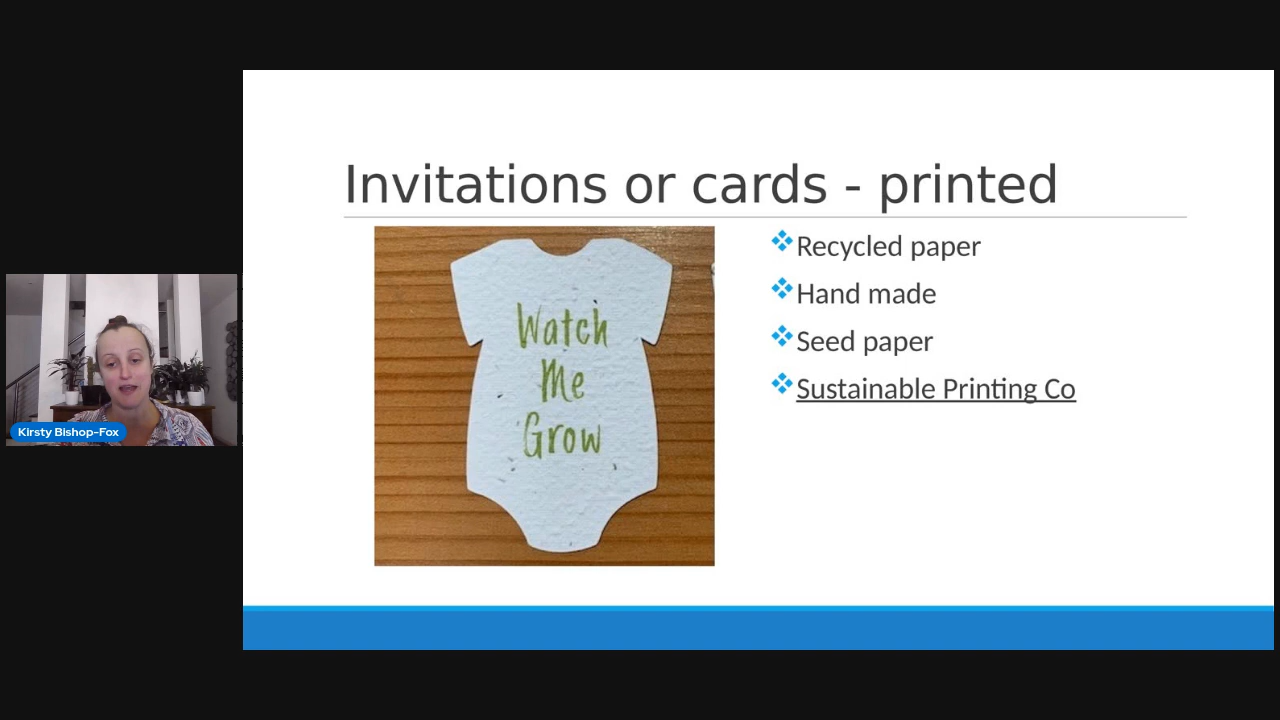 Invitations or cards - printed
Watch
Me
Grow
Recycled paper
Hand made
Seed paper
Sustainable Printing Co
Kirsty Bishop-Fox